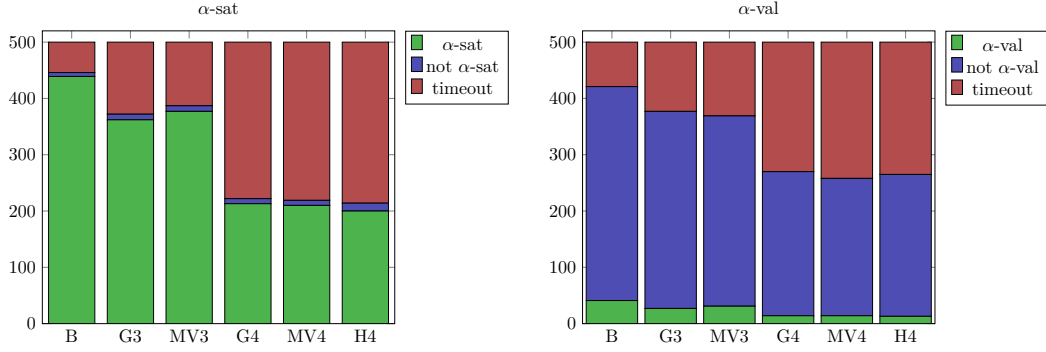 α-sat
500
400
300
200
100
0
B G3 MV3 G4 MV4 H4
α-sat
not α-sat
timeout
α-val
500
400
300
200
100
0
B G3 MV3 G4 MV4 H4
α-val
not α-val
timeout